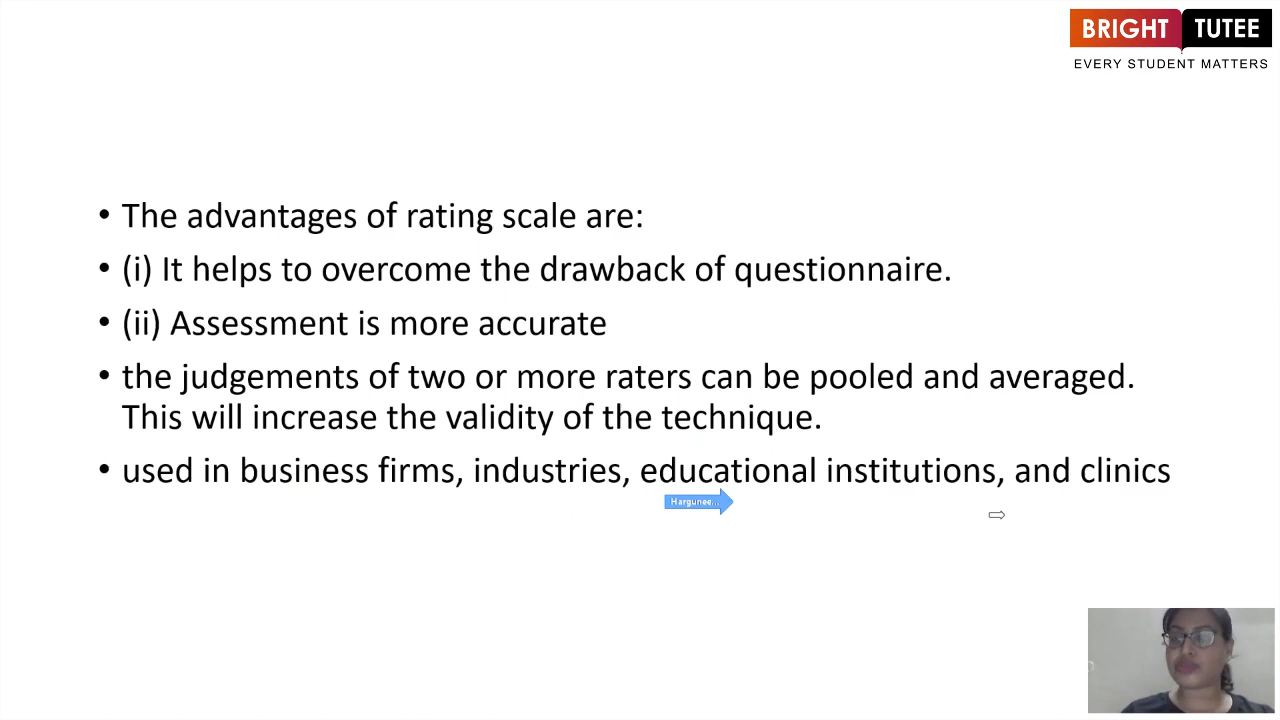 BRIGHT TUTEE
EVERY STUDENT MATTERS
• The advantages of rating scale are:
• (i) It helps to overcome the drawback of questionnaire.
• (ii) Assessment is more accurate
• the judgements of two or more raters can be pooled and averaged.
This will increase the validity of the technique.
• used in business firms, industries, educational institutions, and clinics
Hargunee...